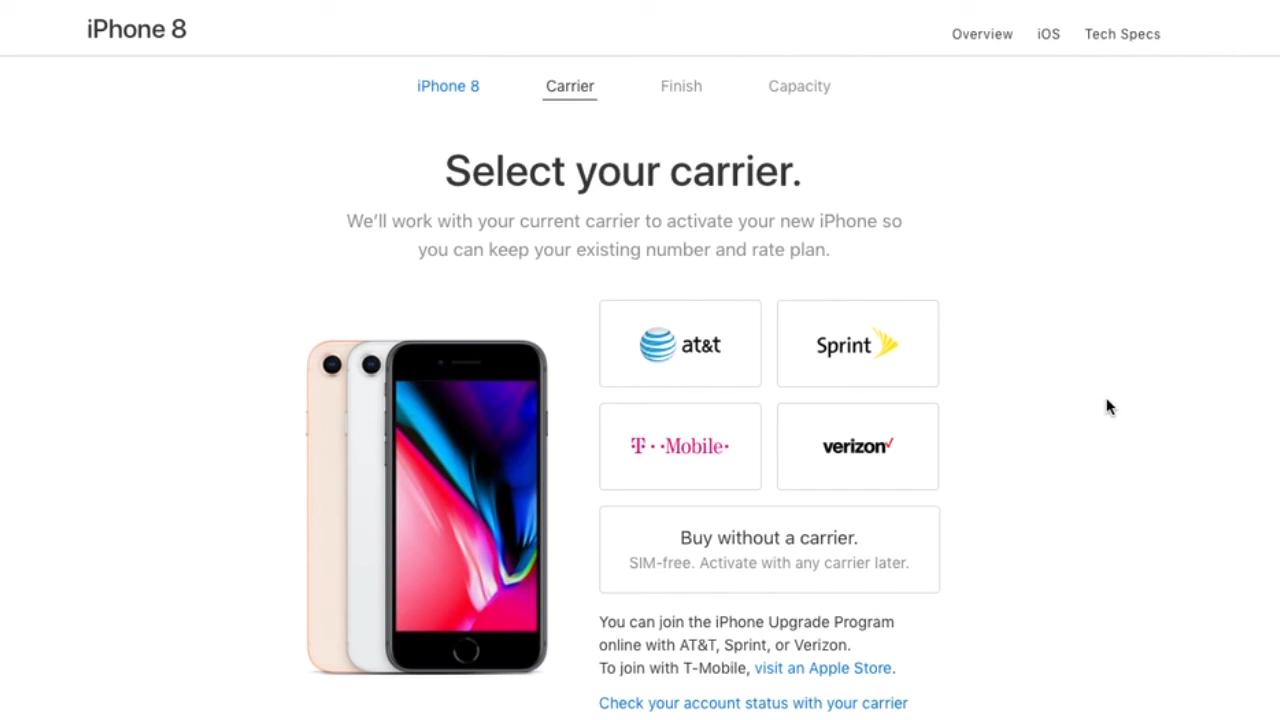 iPhone 8
Overview iOS Tech Specs
iPhone 8 Carrier Finish Capacity
Select your carrier.
We'll work with your current carrier to activate your new iPhone so
you can keep your existing number and rate plan.
at&t Sprint
T··Mobile·
verizon✓
Buy without a carrier.
SIM-free. Activate with any carrier later.
You can join the iPhone Upgrade Program
online with AT&T, Sprint, or Verizon.
To join with T-Mobile, visit an Apple Store.
Check your account status with your carrier